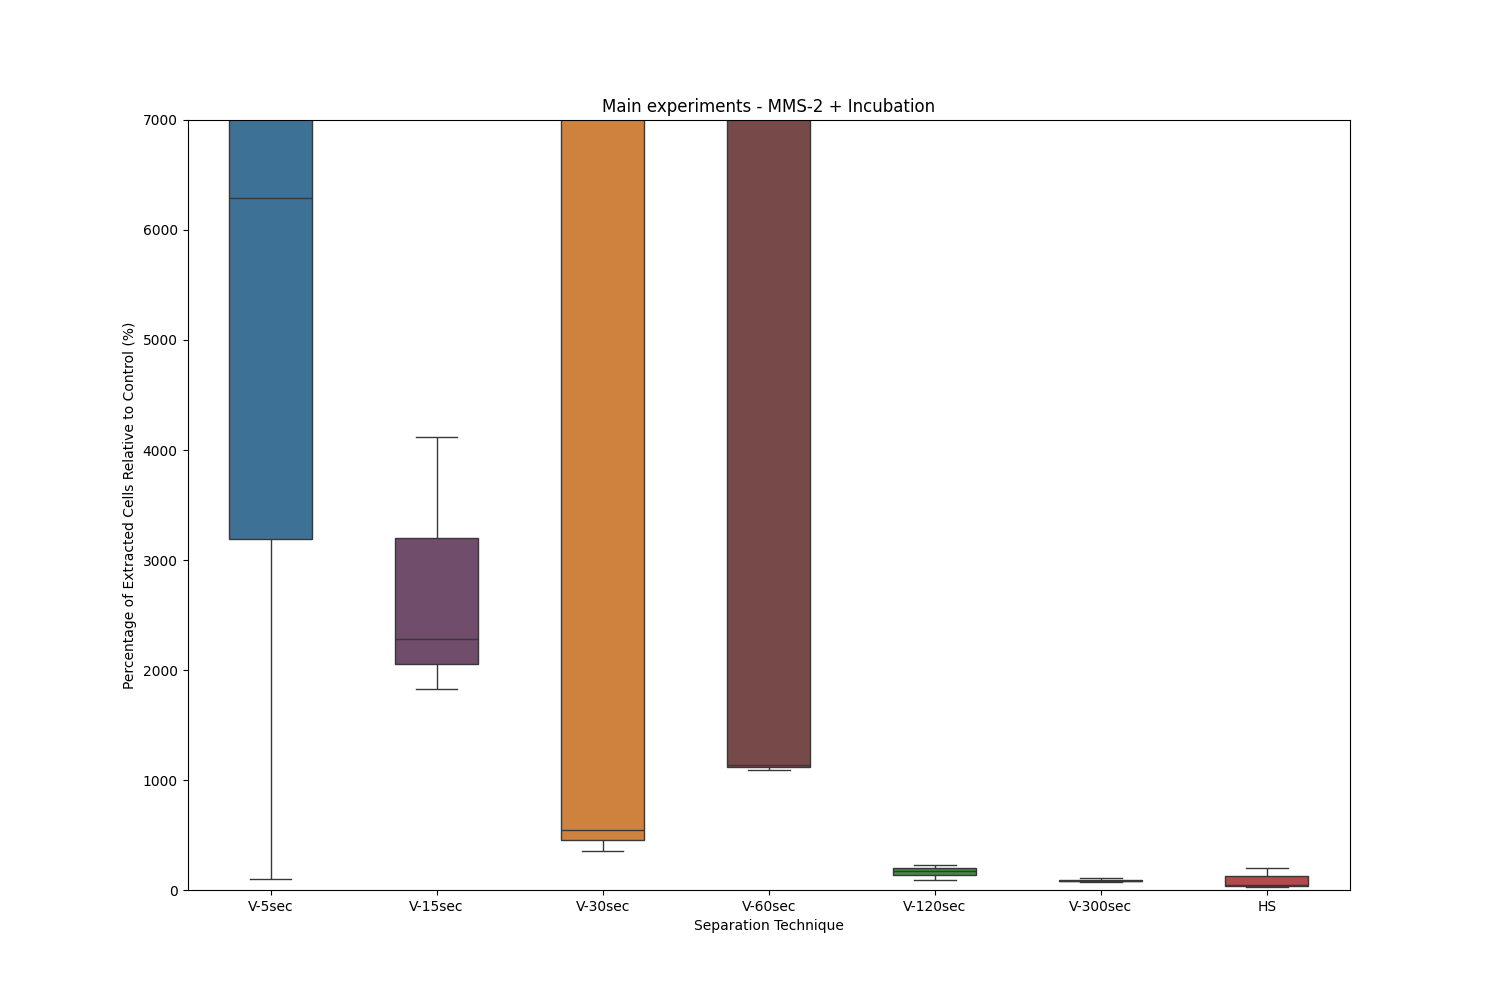 Main experiments - MMS-2 + Incubation
7000
6000
5000
4000
3000
2000
1000
0
Percentage of Extracted Cells Relative to Control (%)
V-5sec V-15sec V-30sec V-60sec V-120sec V-300sec HS
Separation Technique